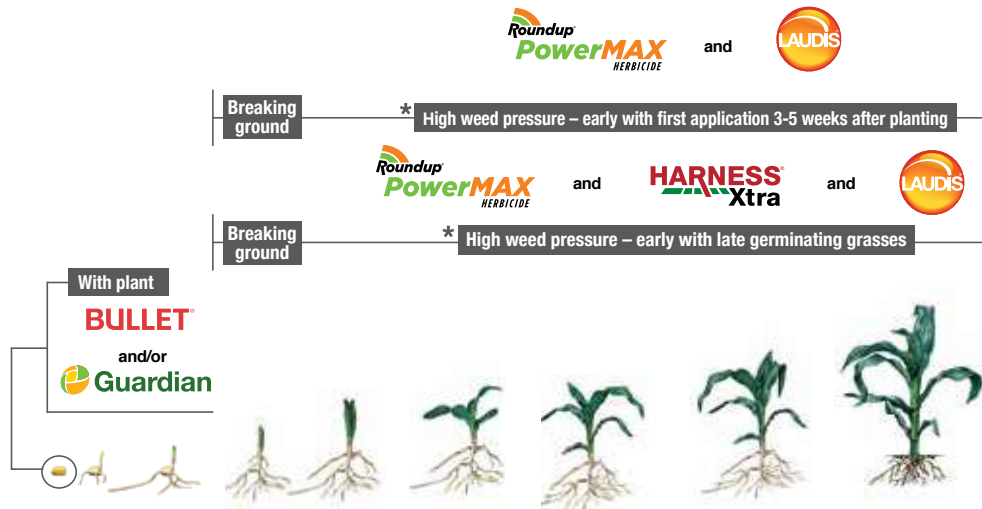 Roundup®
PowerMAX
HERBICIDE
and
LAUDIS®
Breaking
ground
* High weed pressure – early with first application 3-5 weeks after planting
Roundup®
PowerMAX
HERBICIDE
and
HARNESS®
Xtra
and
LAUDIS®
Breaking
ground
* High weed pressure – early with late germinating grasses
With plant
BULLET®
and/or
Guardian